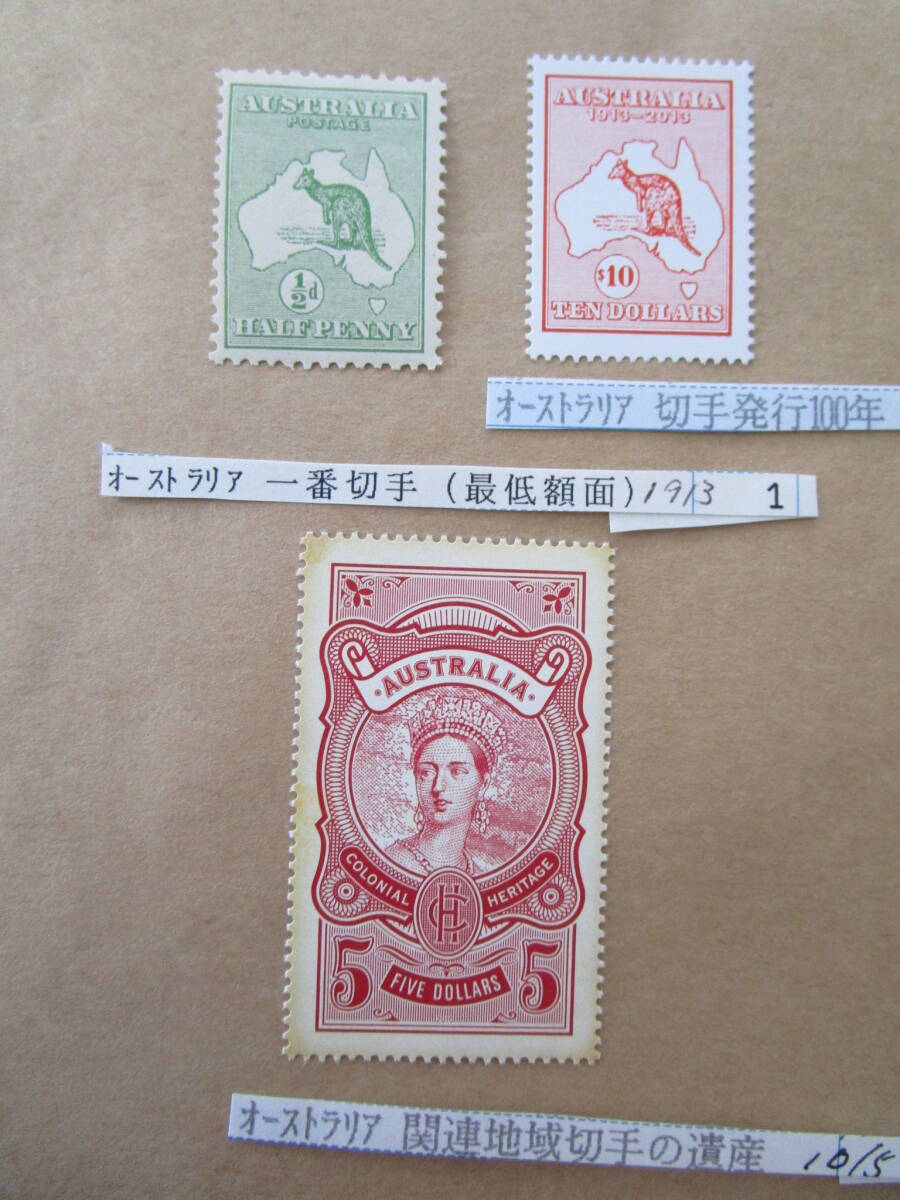 AUSTRALIA
POSTAGE
½d
HALFPENNY
AUSTRALIA
1913–2013
$10
TEN DOLLARS
オーストラリア 切手発行100年
オーストラリア 一番切手 (最低額面) 1913 1
·AUSTRALIA·
COLONIAL HERITAGE
CH
5 FIVE DOLLARS 5
オーストラリア 関連地域切手の遺産 10/5